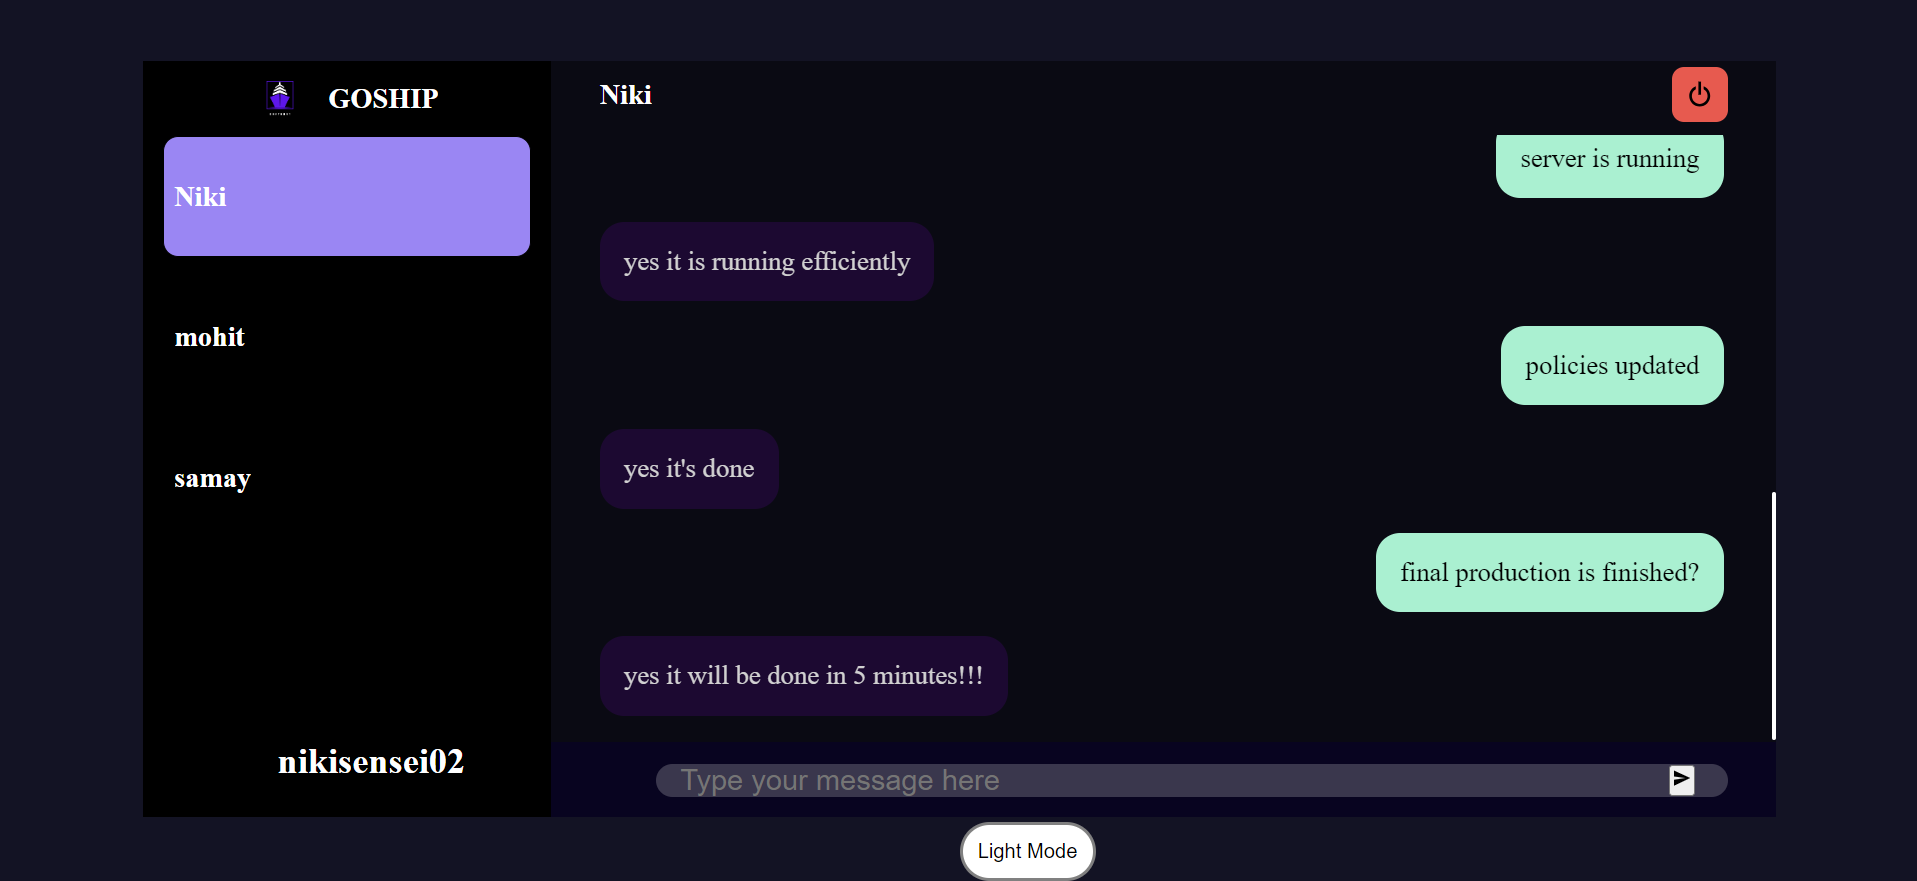 GOSHIP
Niki
mohit
samay
nikisensei02
Niki
server is running
yes it is running efficiently
policies updated
yes it's done
final production is finished?
yes it will be done in 5 minutes!!!
Type your message here
Light Mode